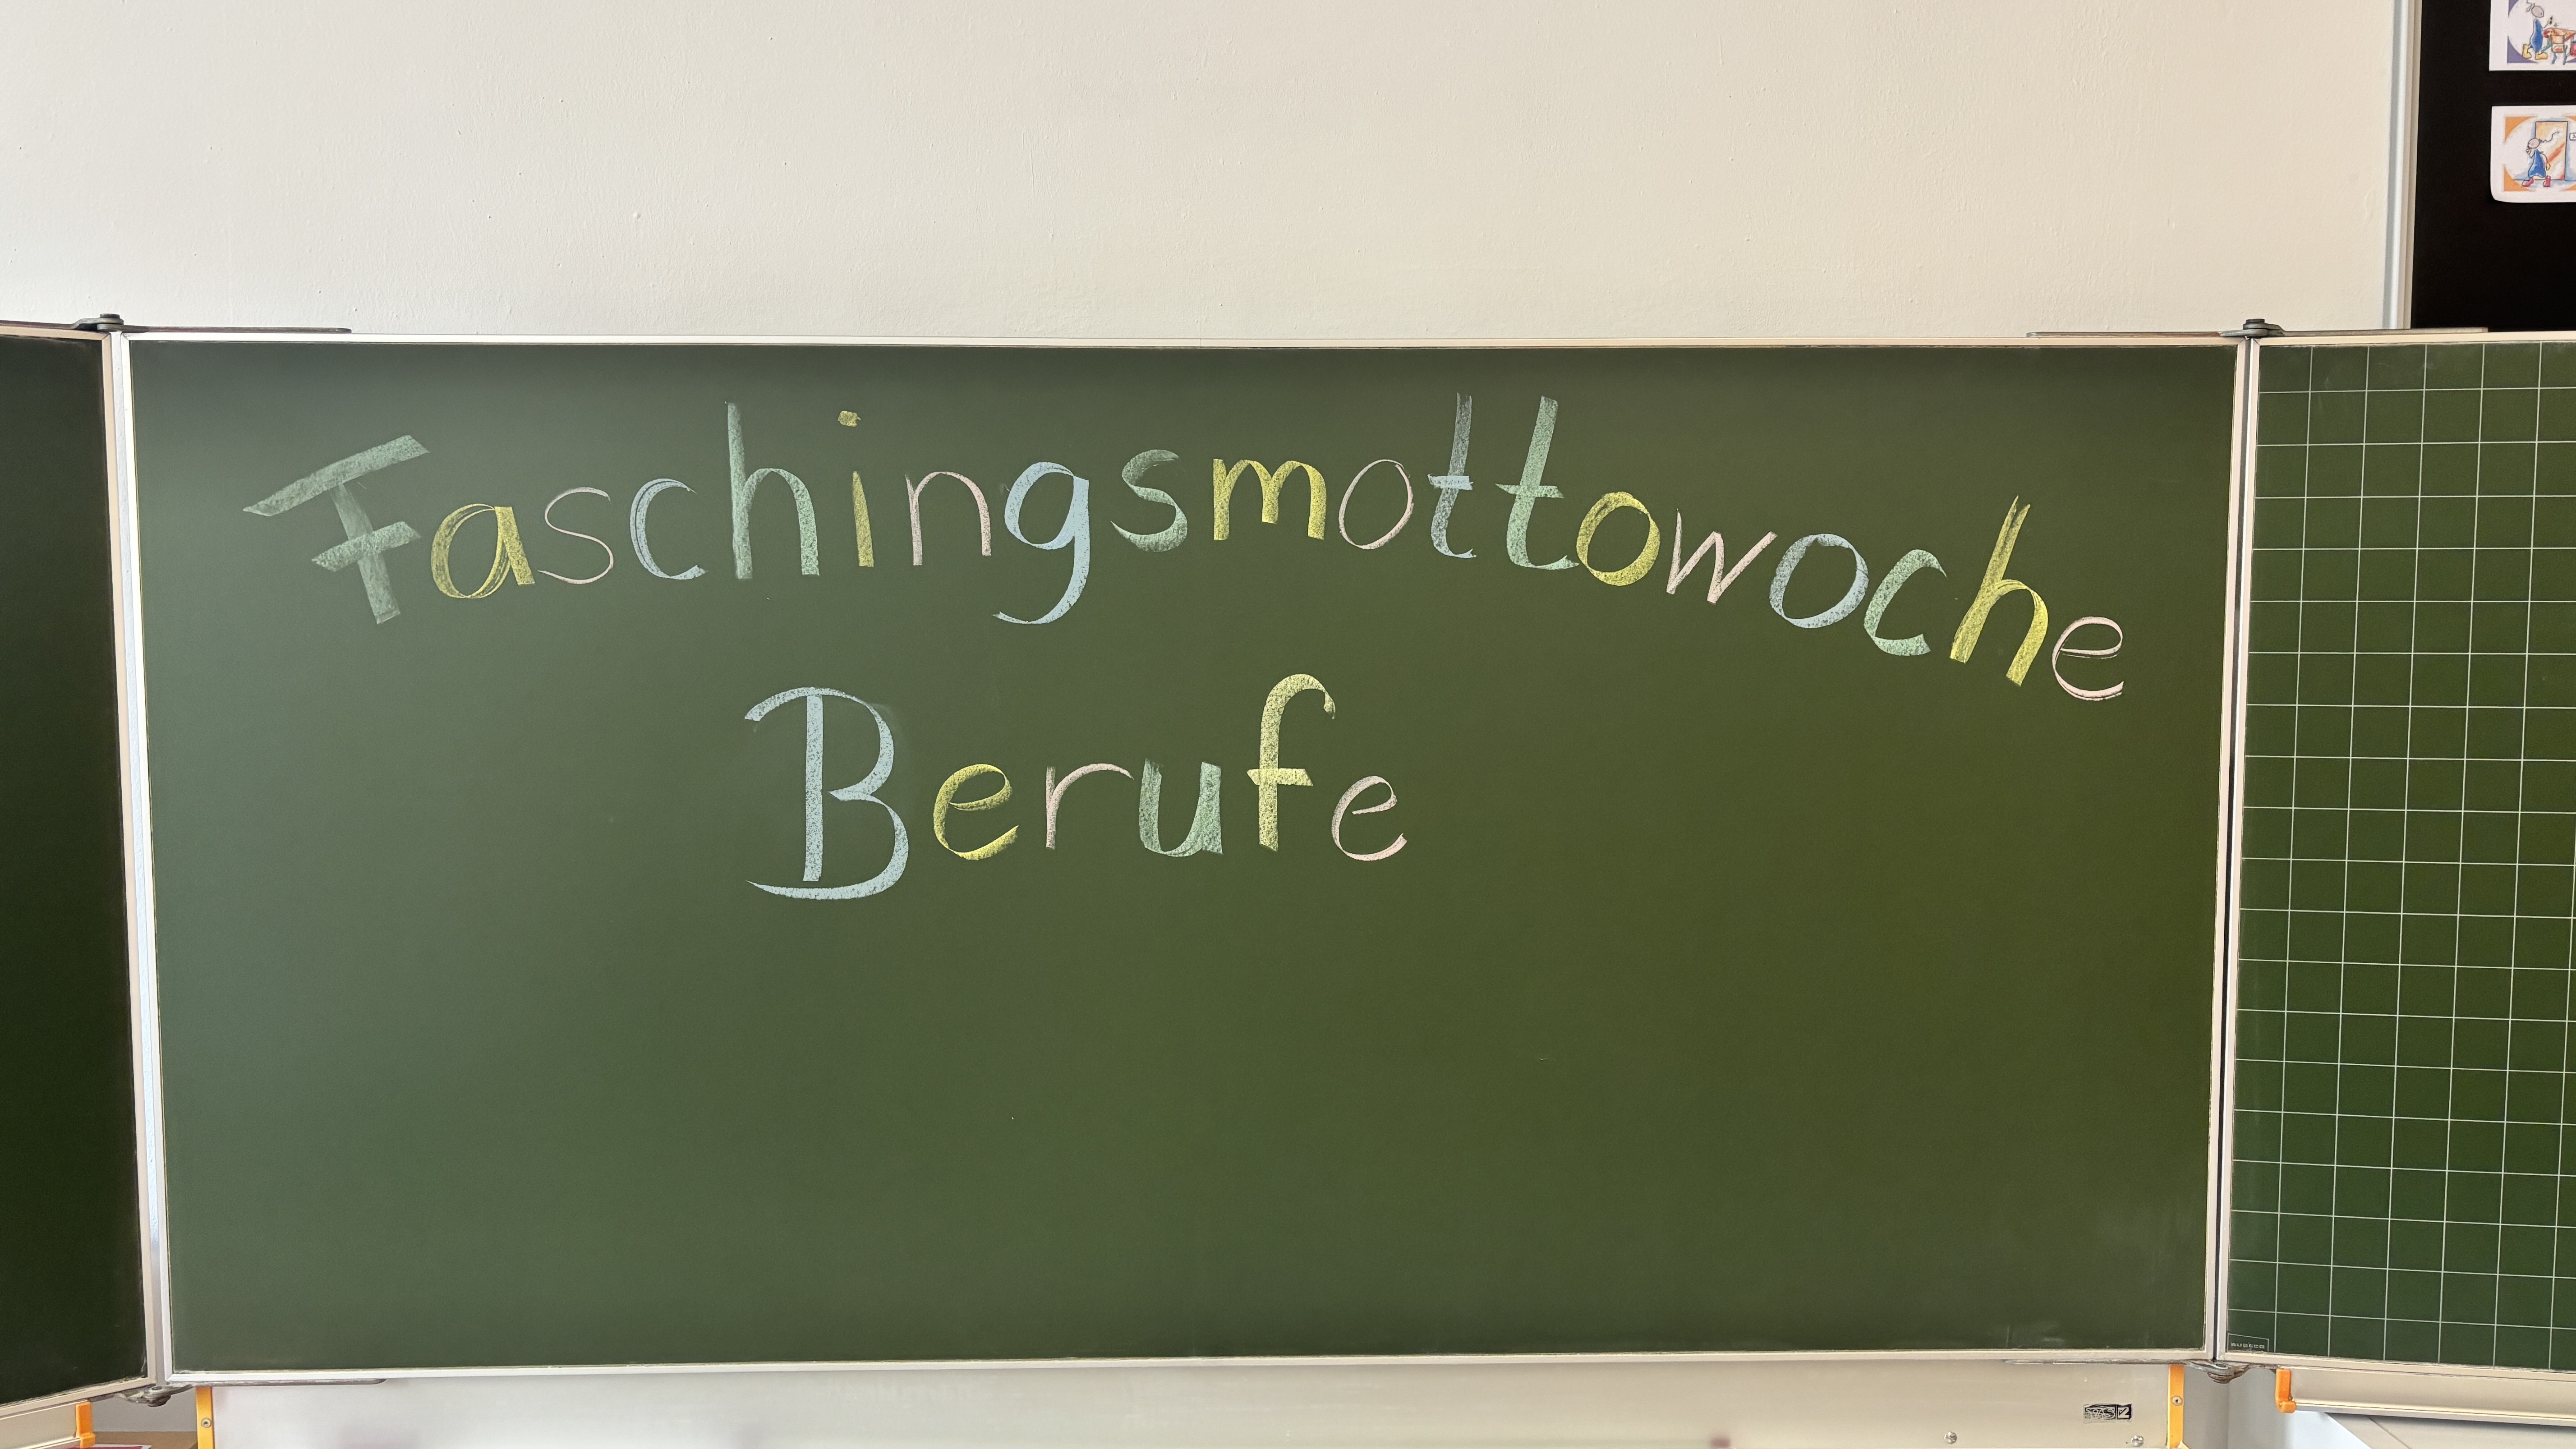 Faschingsmottowoche
Berufe